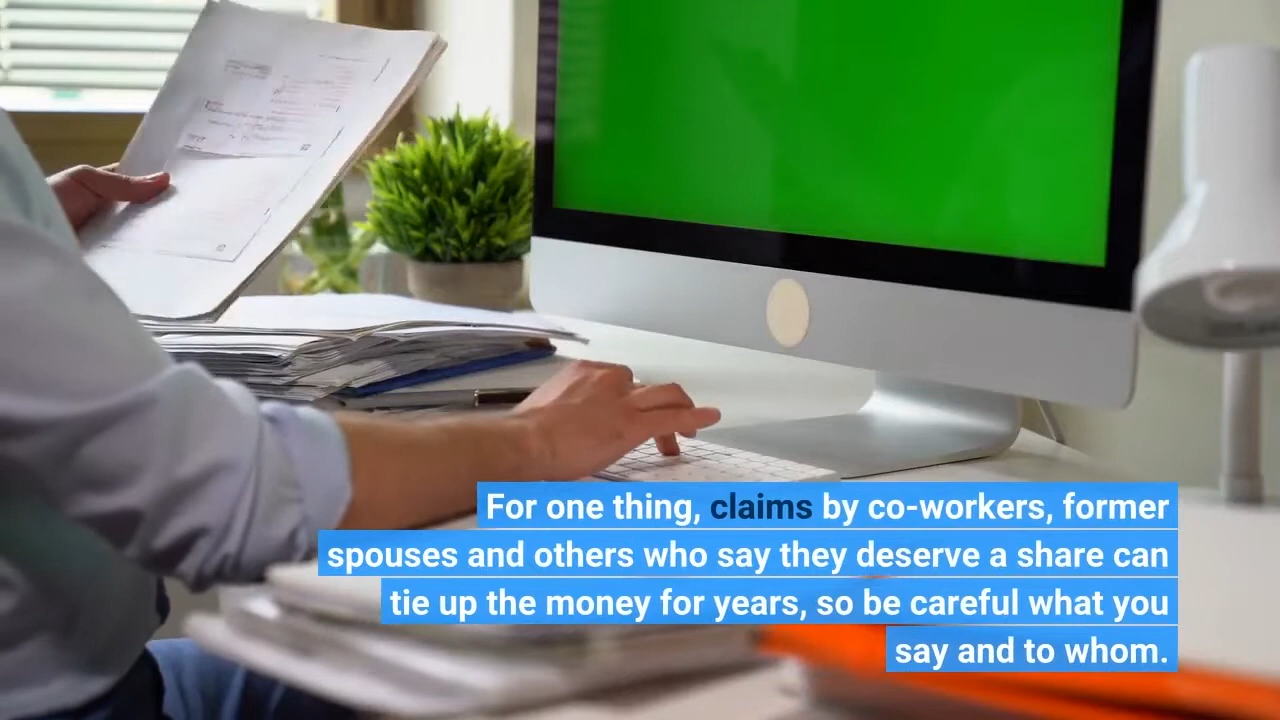 For one thing, claims by co-workers, former
spouses and others who say they deserve a share can
tie up the money for years, so be careful what you
say and to whom.